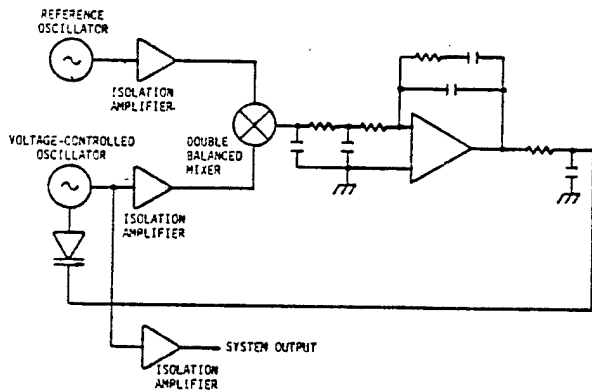 REFERENCE
OSCILLATOR
ISOLATION
AMPLIFIER
VOLTAGE-CONTROLLED
OSCILLATOR
DOUBLE
BALANCED
MIXER
ISOLATION
AMPLIFIER
SYSTEM OUTPUT
ISOLATION
AMPLIFIER